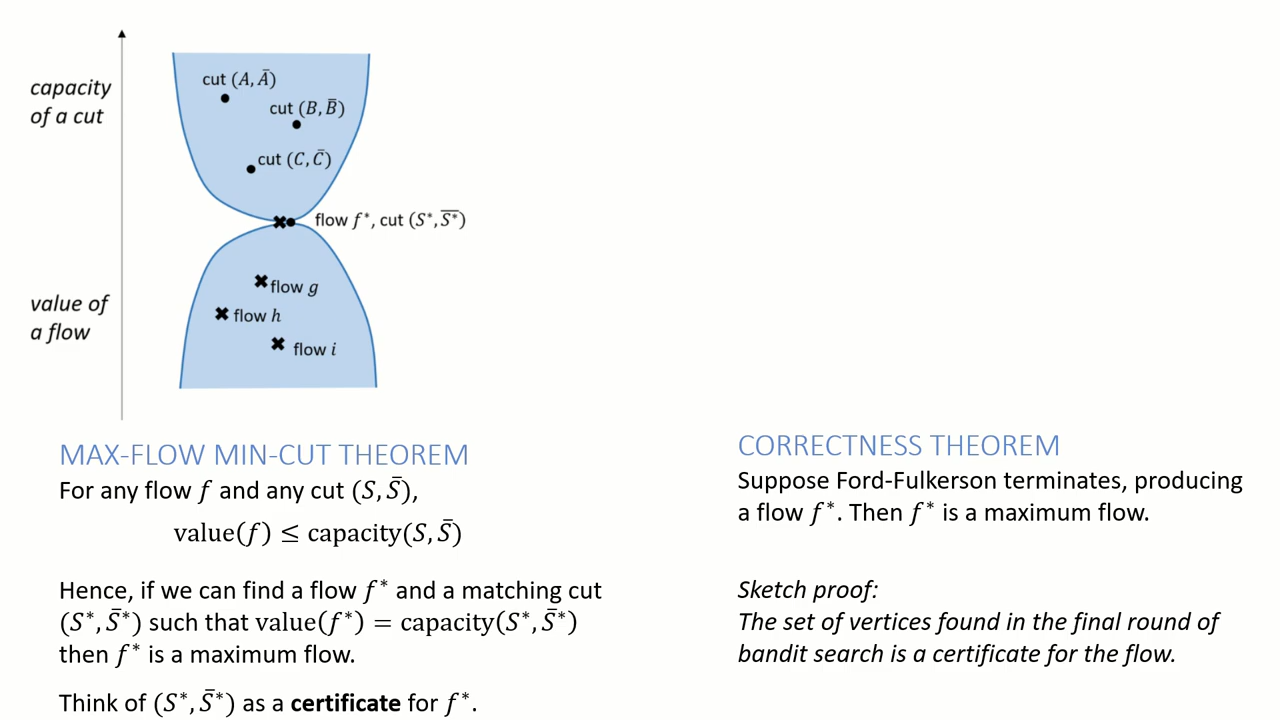 capacity
of a cut
cut (A, Ā)
cut (B, B̄)
cut (C, C̄)
flow f*, cut (S*, S̅*̅)
flow g
flow h
flow i
value of
a flow
MAX-FLOW MIN-CUT THEOREM
For any flow f and any cut (S, S̄),
value(f) ≤ capacity(S, S̄)
Hence, if we can find a flow f* and a matching cut
(S*, S̄*) such that value(f*) = capacity(S*, S̄*)
then f* is a maximum flow.
Think of (S*, S̄*) as a certificate for f*.
CORRECTNESS THEOREM
Suppose Ford-Fulkerson terminates, producing
a flow f*. Then f* is a maximum flow.
Sketch proof:
The set of vertices found in the final round of
bandit search is a certificate for the flow.